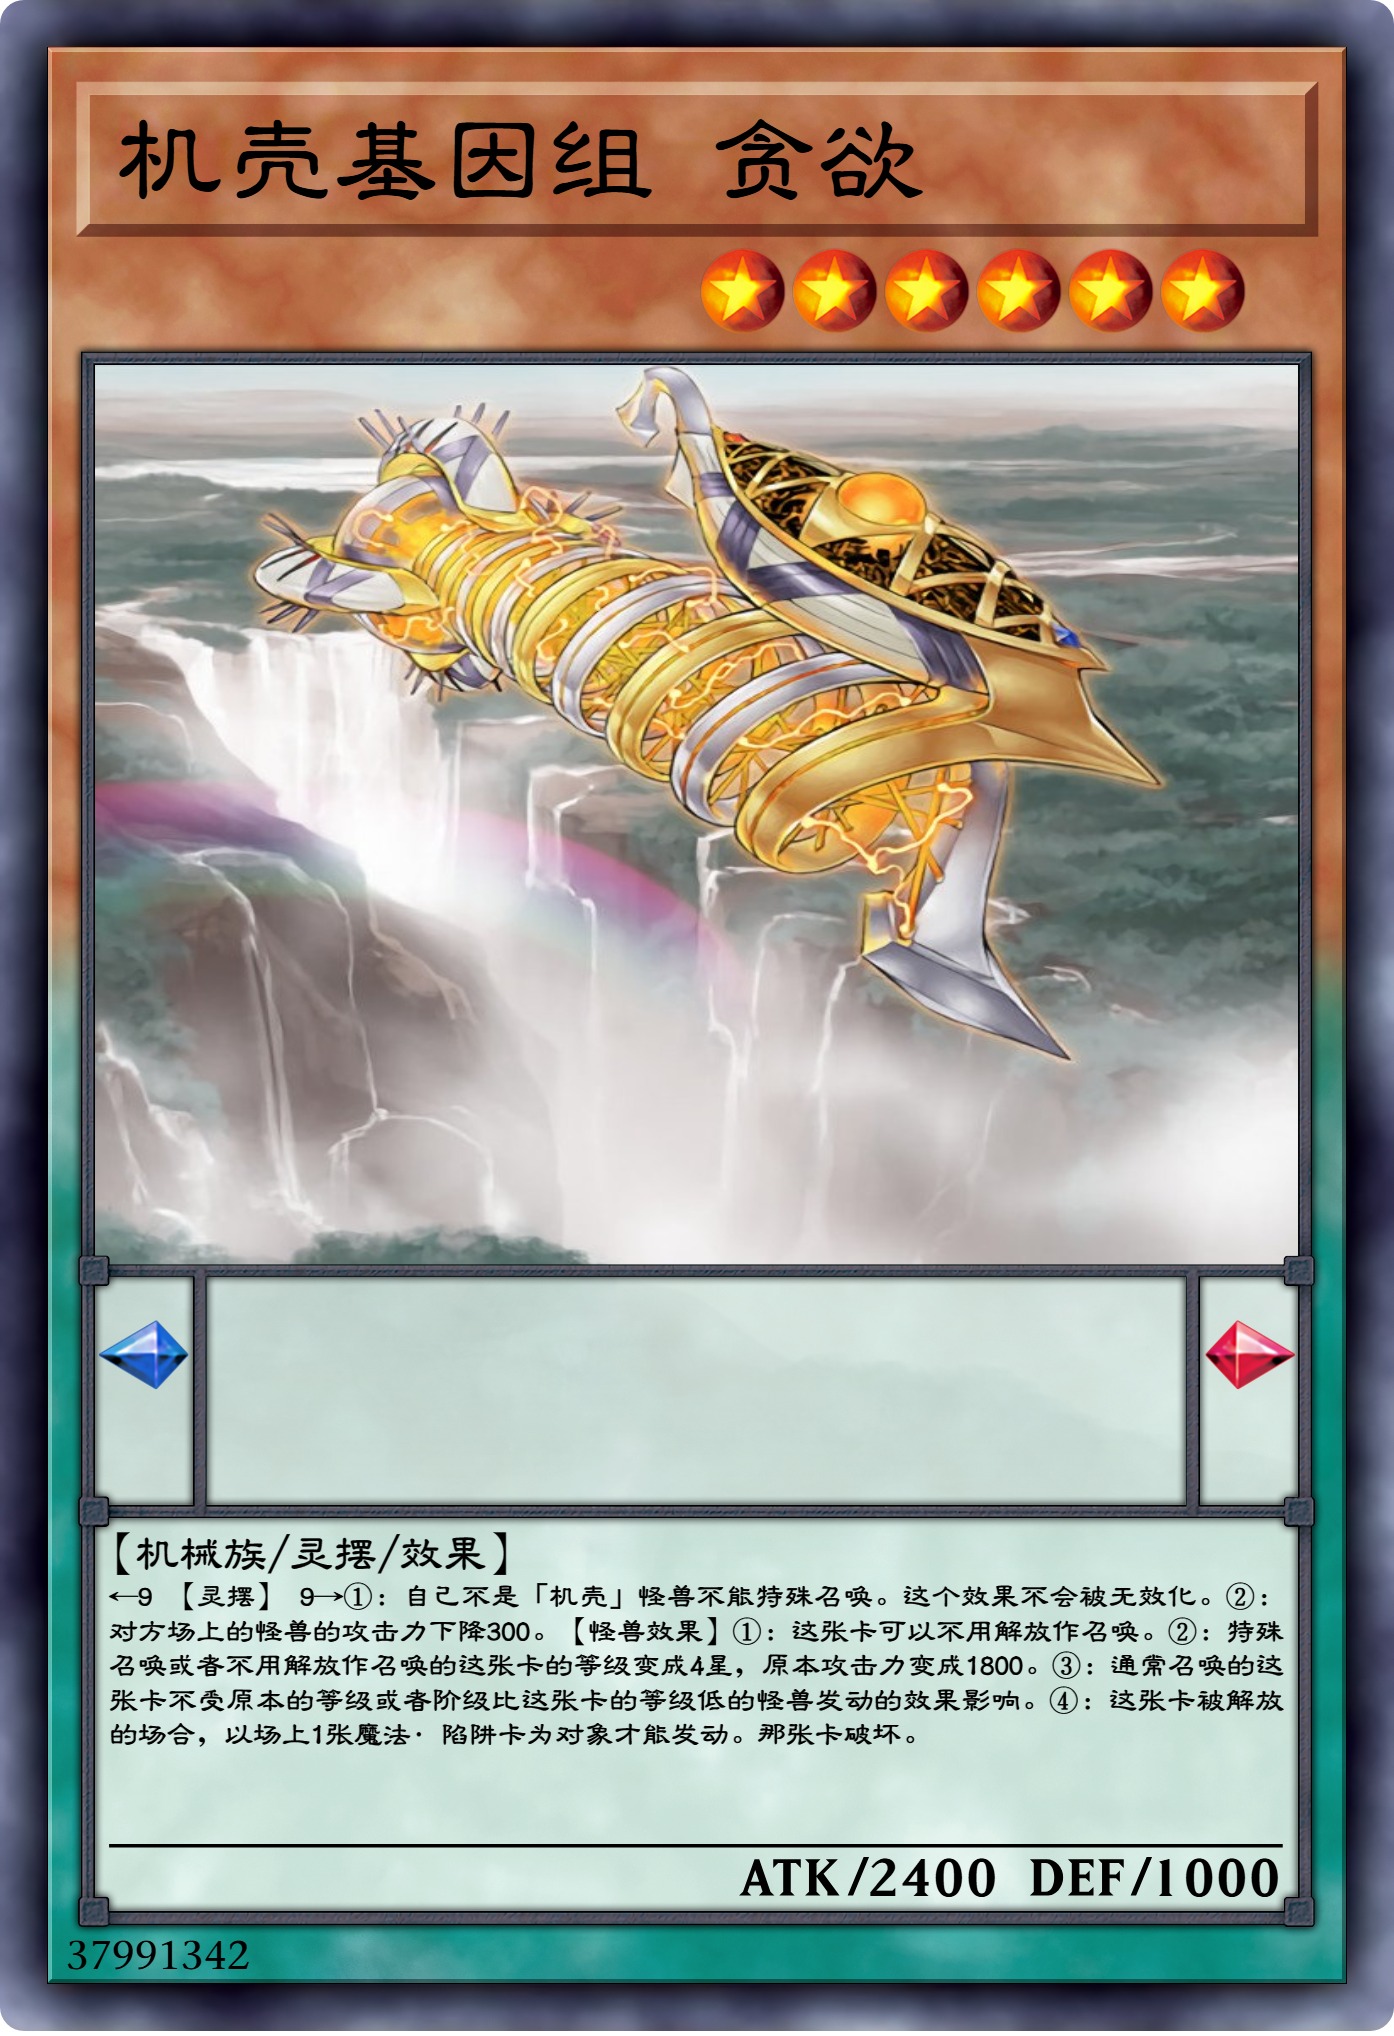 机壳基因组 贪欲
【机械族/灵摆/效果】
←9 【灵摆】 9→①：自己不是「机壳」怪兽不能特殊召唤。这个效果不会被无效化。②：
对方场上的怪兽的攻击力下降300。【怪兽效果】①：这张卡可以不用解放作召唤。②：特殊
召唤或者不用解放作召唤的这张卡的等级变成4星，原本攻击力变成1800。③：通常召唤的这
张卡不受原本的等级或者阶级比这张卡的等级低的怪兽发动的效果影响。④：这张卡被解放
的场合，以场上1张魔法·陷阱卡为对象才能发动。那张卡破坏。
ATK/2400 DEF/1000
37991342